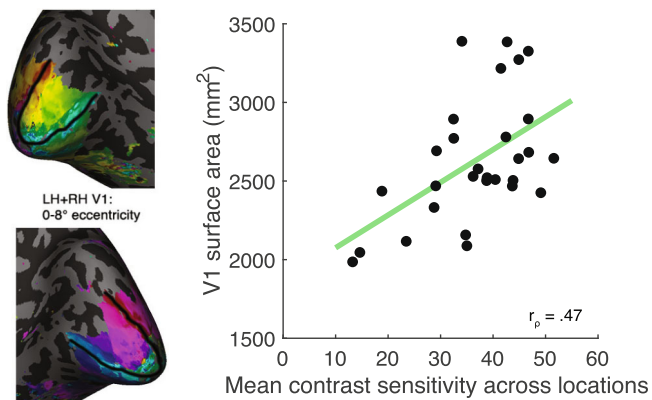 LH+RH V1:
0-8° eccentricity
V1 surface area (mm²)
3500
3000
2500
2000
1500
0 10 20 30 40 50 60
rᵨ = .47
Mean contrast sensitivity across locations